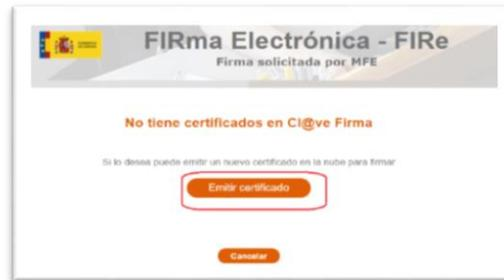 FIRma Electrónica - FIRe
Firma solicitada por MFE
No tiene certificados en Cl@ve Firma
Si lo desea puede emitir un nuevo certificado en la nube para firmar
Emitir certificado
Cancelar